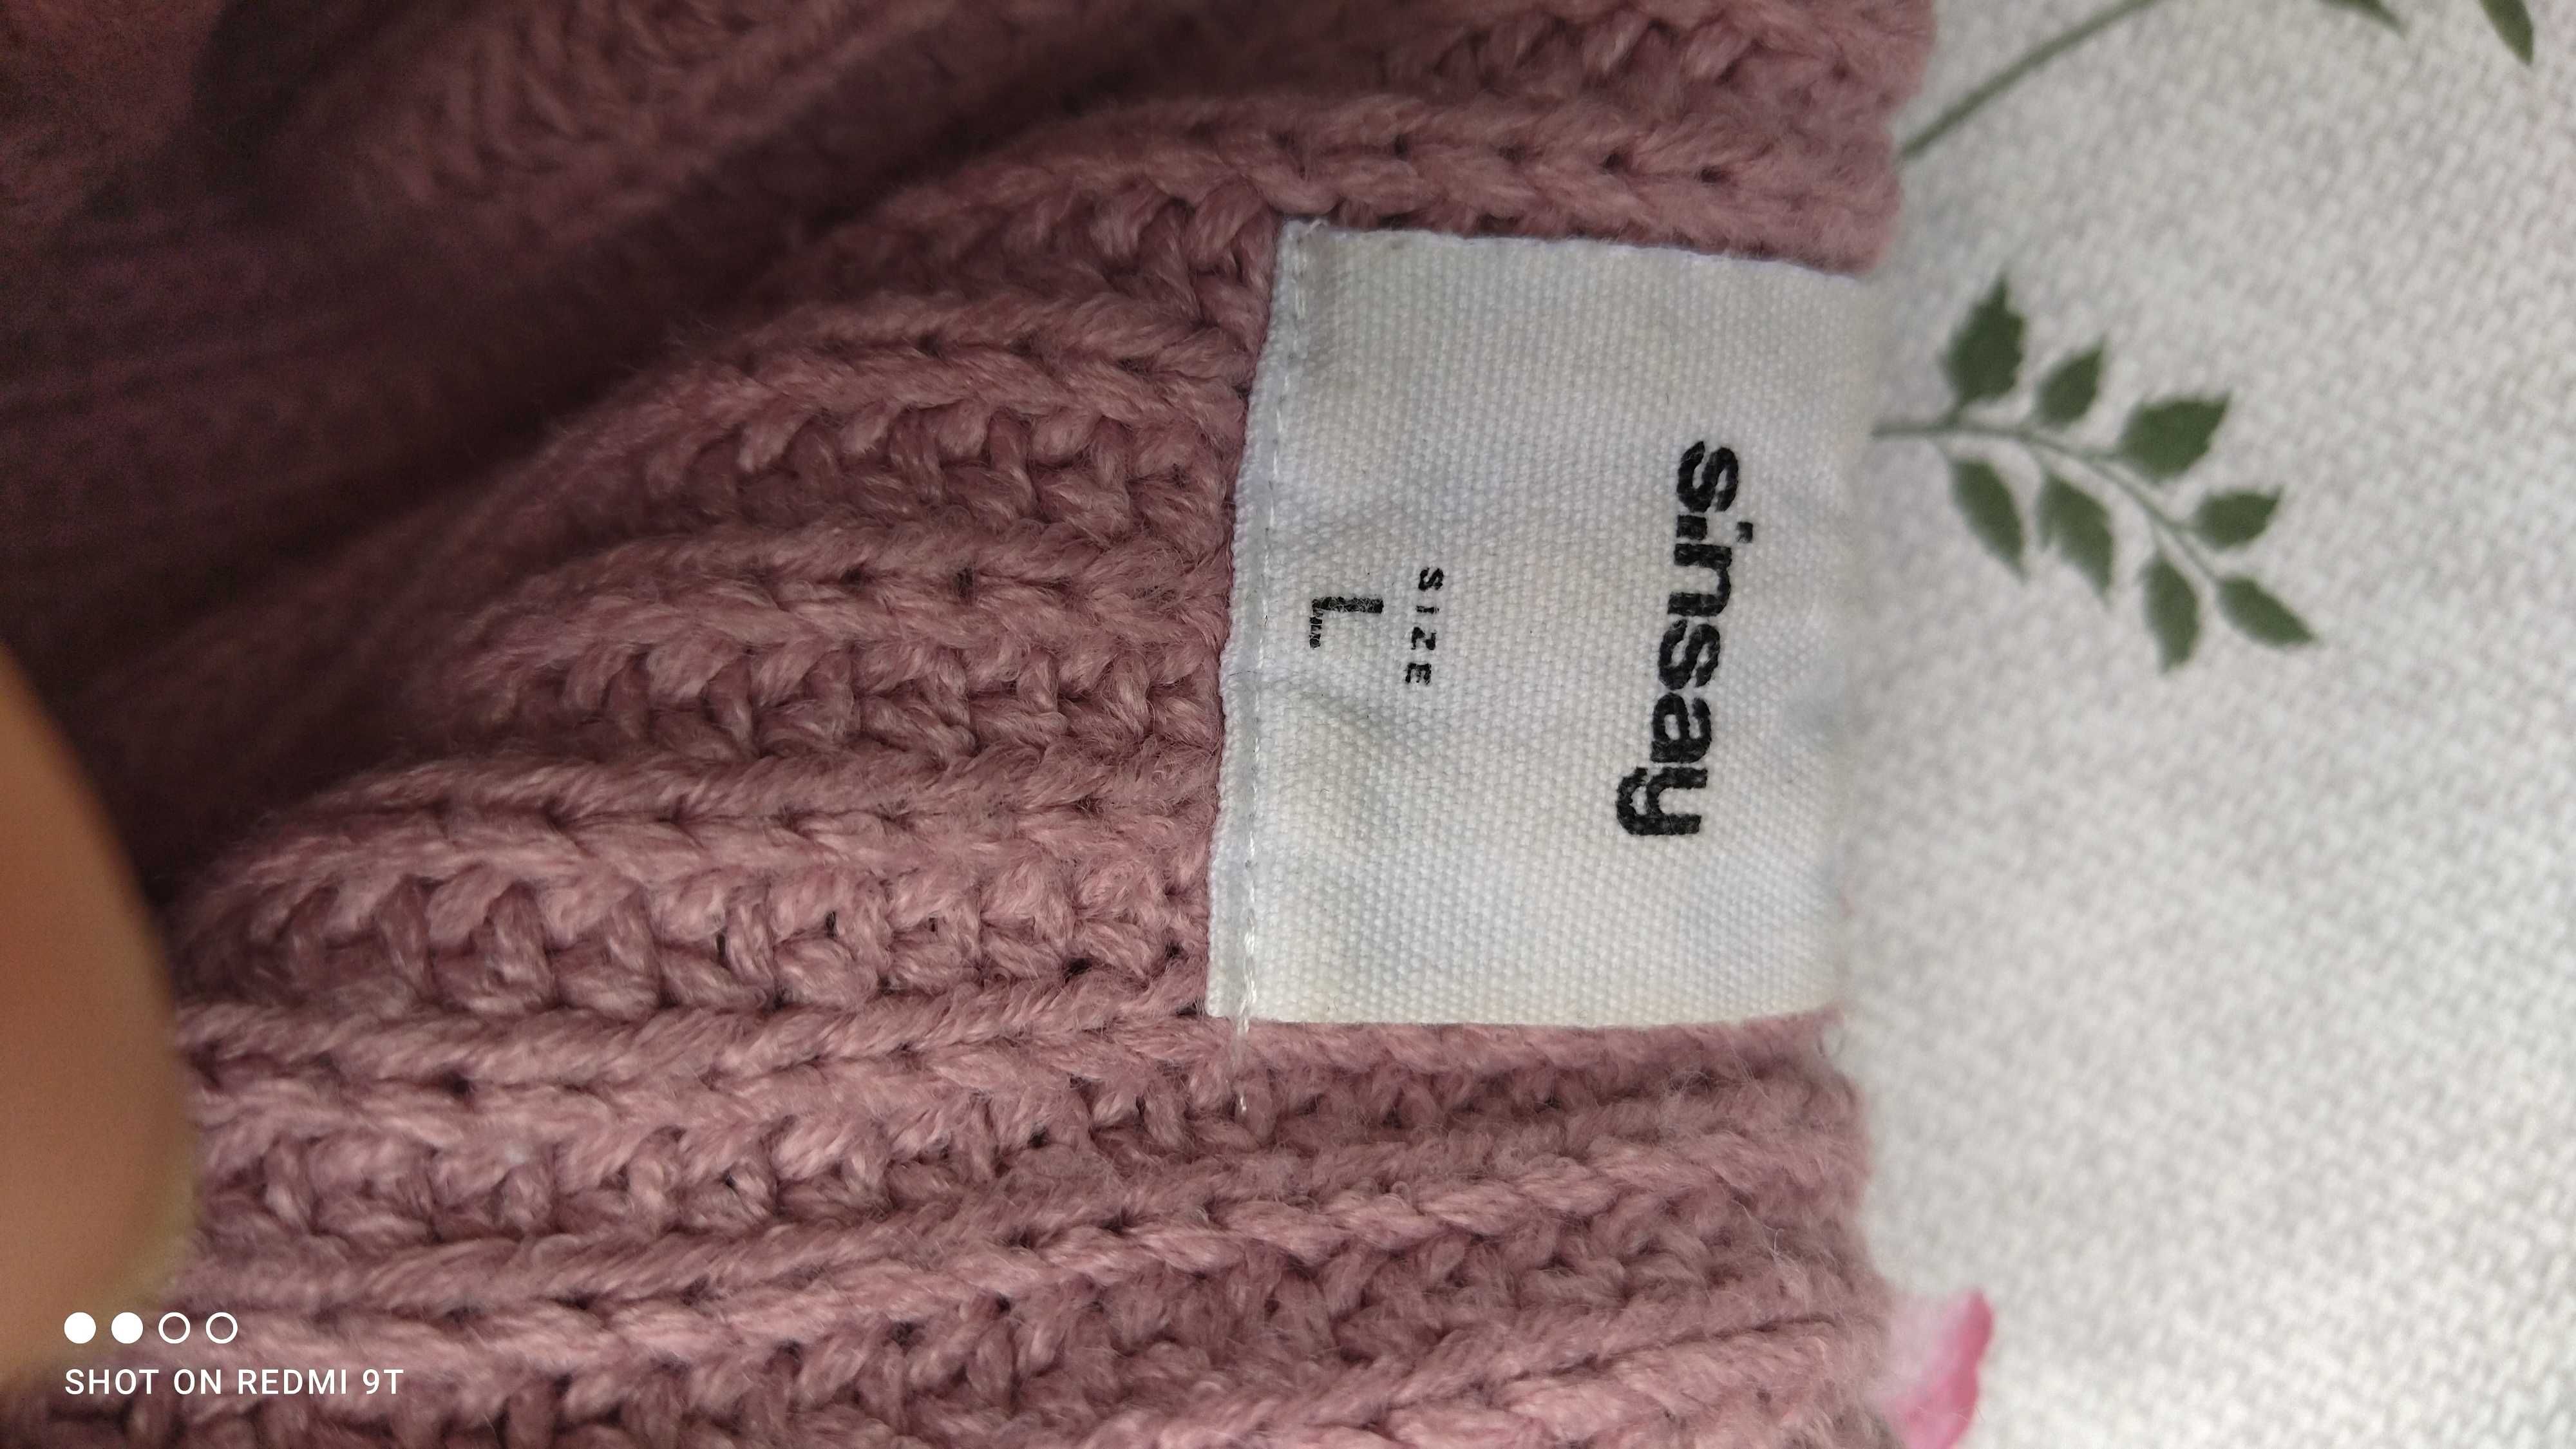 sinsay
SIZE
L
SHOT ON REDMI 9T